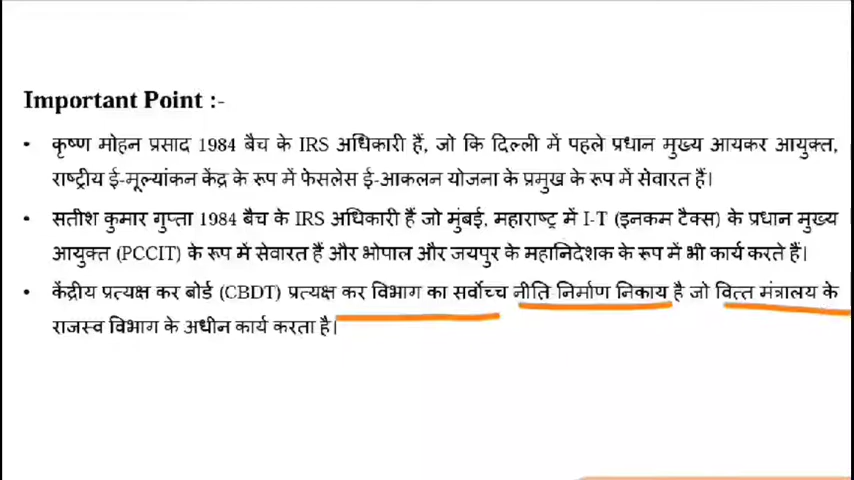 Important Point :-
• कृष्ण मोहन प्रसाद 1984 बैच के IRS अधिकारी हैं, जो कि दिल्ली में पहले प्रधान मुख्य आयकर आयुक्त,
राष्ट्रीय ई-मूल्यांकन केंद्र के रूप में फेसलेस ई-आकलन योजना के प्रमुख के रूप में सेवारत हैं।
• सतीश कुमार गुप्ता 1984 बैच के IRS अधिकारी हैं जो मुंबई, महाराष्ट्र में I-T (इनकम टैक्स) के प्रधान मुख्य
आयुक्त (PCCIT) के रूप में सेवारत हैं और भोपाल और जयपुर के महानिदेशक के रूप में भी कार्य करते हैं।
• केंद्रीय प्रत्यक्ष कर बोर्ड (CBDT) प्रत्यक्ष कर विभाग का सर्वोच्च नीति निर्माण निकाय है जो वित्त मंत्रालय के
राजस्व विभाग के अधीन कार्य करता है।